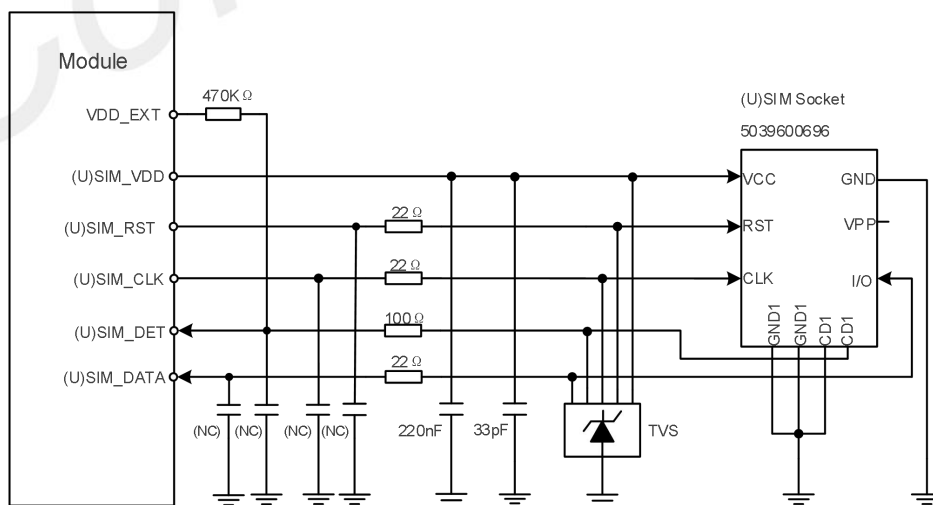 Module
VDD_EXT
470KΩ
(U)SIM_VDD
(U)SIM_RST
22Ω
(U)SIM_CLK
22Ω
(U)SIM_DET
100Ω
(U)SIM_DATA
22Ω
(NC)
(NC)
(NC)
(NC)
220nF
33pF
TVS
(U)SIM Socket
5039600696
VCC
GND
RST
VPP
CLK
I/O
GND1
GND1
CD1
CD1